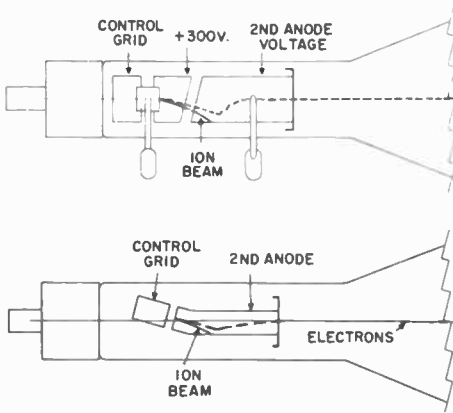 CONTROL
GRID
+300V.
2ND ANODE
VOLTAGE
ION
BEAM
CONTROL
GRID
2ND ANODE
ELECTRONS
ION
BEAM